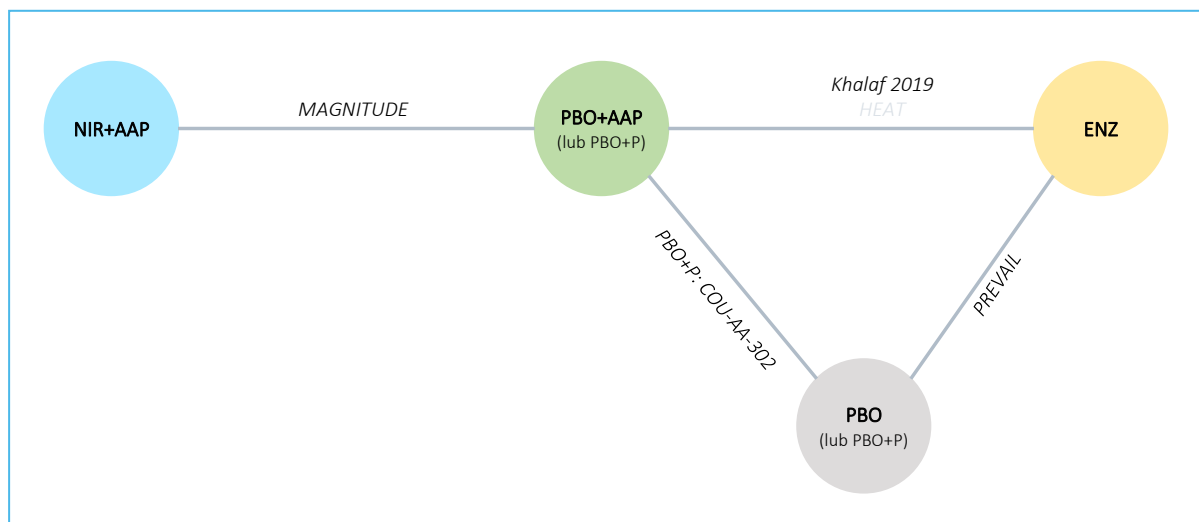 NIR+AAP
MAGNITUDE
PBO+AAP
(lub PBO+P)
Khalaf 2019
HEAT
ENZ
PBO+P: COU-AA-302
PREVAIL
PBO
(lub PBO+P)